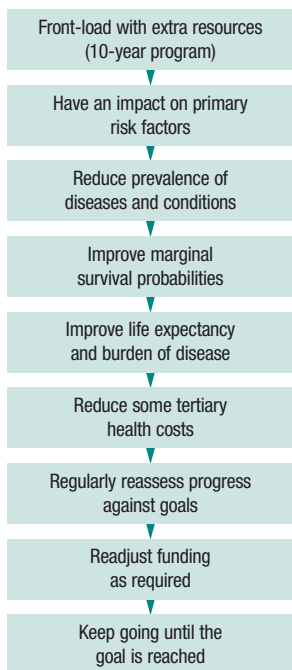 Front-load with extra resources
(10-year program)
Have an impact on primary
risk factors
Reduce prevalence of
diseases and conditions
Improve marginal
survival probabilities
Improve life expectancy
and burden of disease
Reduce some tertiary
health costs
Regularly reassess progress
against goals
Readjust funding
as required
Keep going until the
goal is reached